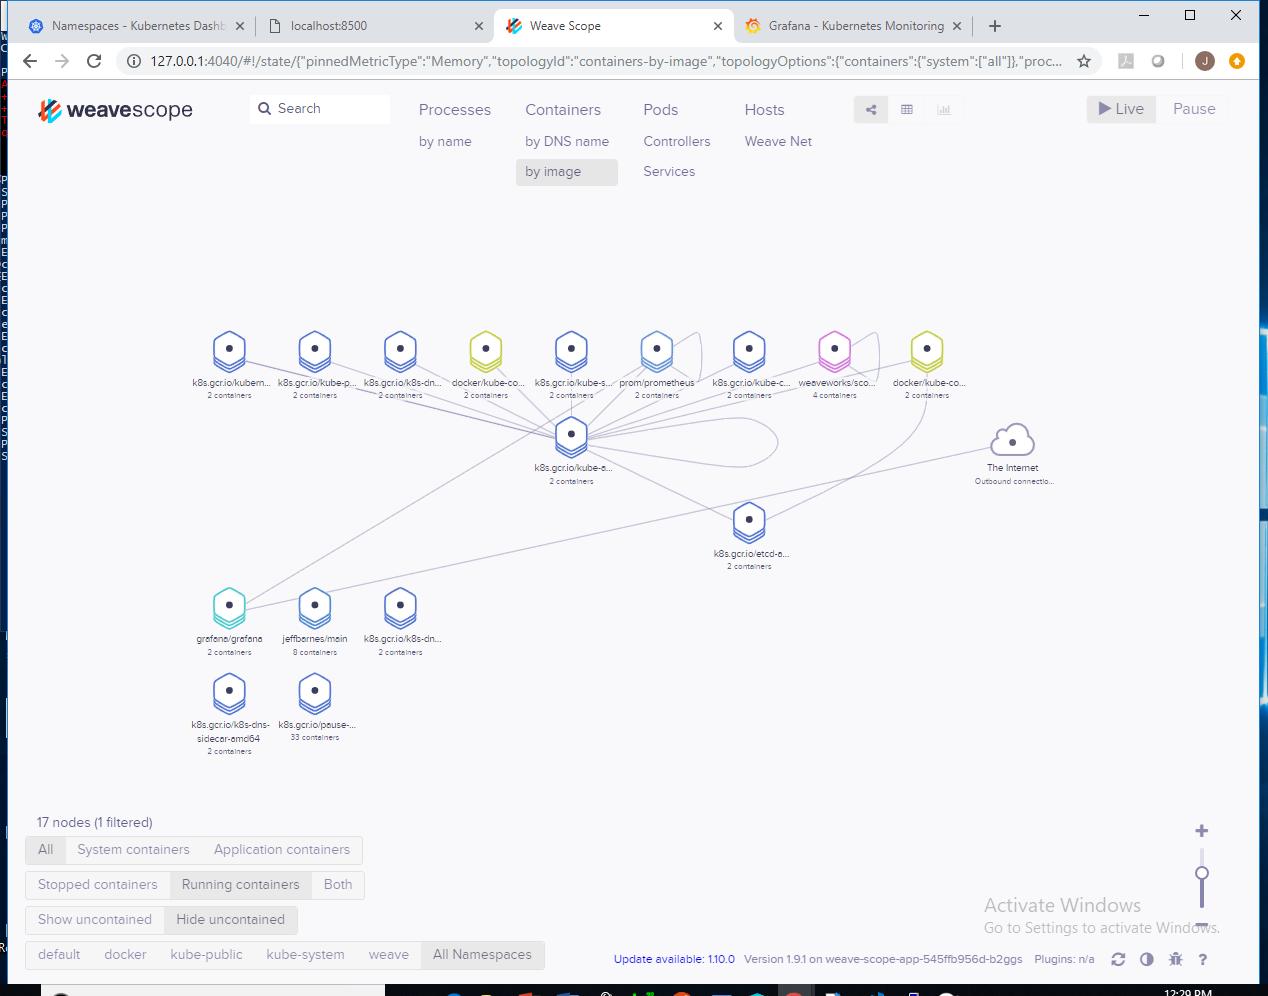 Namespaces - Kubernetes Dashb
localhost:8500
Weave Scope
Grafana - Kubernetes Monitoring
127.0.0.1:4040/#!/state/{"pinnedMetricType":"Memory","topologyId":"containers-by-image","topologyOptions":{"containers":{"system":["all"]},"proc...
J
weavescope
Search
Processes
Containers
Pods
Hosts
Live
Pause
by name
by DNS name
Controllers
Weave Net
by image
Services
k8s.gcr.io/kubern...
2 containers
k8s.gcr.io/kube-p...
2 containers
k8s.gcr.io/k8s-dn...
2 containers
docker/kube-co...
2 containers
k8s.gcr.io/kube-s...
2 containers
prom/prometheus
2 containers
k8s.gcr.io/kube-c...
2 containers
weaveworks/sco...
4 containers
docker/kube-co...
2 containers
k8s.gcr.io/kube-a...
2 containers
The Internet
Outbound connectio...
k8s.gcr.io/etcd-a...
2 containers
grafana/grafana
2 containers
jeffbarnes/main
8 containers
k8s.gcr.io/k8s-dn...
2 containers
k8s.gcr.io/k8s-dns-
sidecar-amd64
2 containers
k8s.gcr.io/pause-...
33 containers
17 nodes (1 filtered)
All
System containers
Application containers
Stopped containers
Running containers
Both
Show uncontained
Hide uncontained
default
docker
kube-public
kube-system
weave
All Namespaces
Activate Windows
Go to Settings to activate Windows.
Update available: 1.10.0
Version 1.9.1 on weave-scope-app-545ffb956d-b2ggs
Plugins: n/a
?
12:29 PM